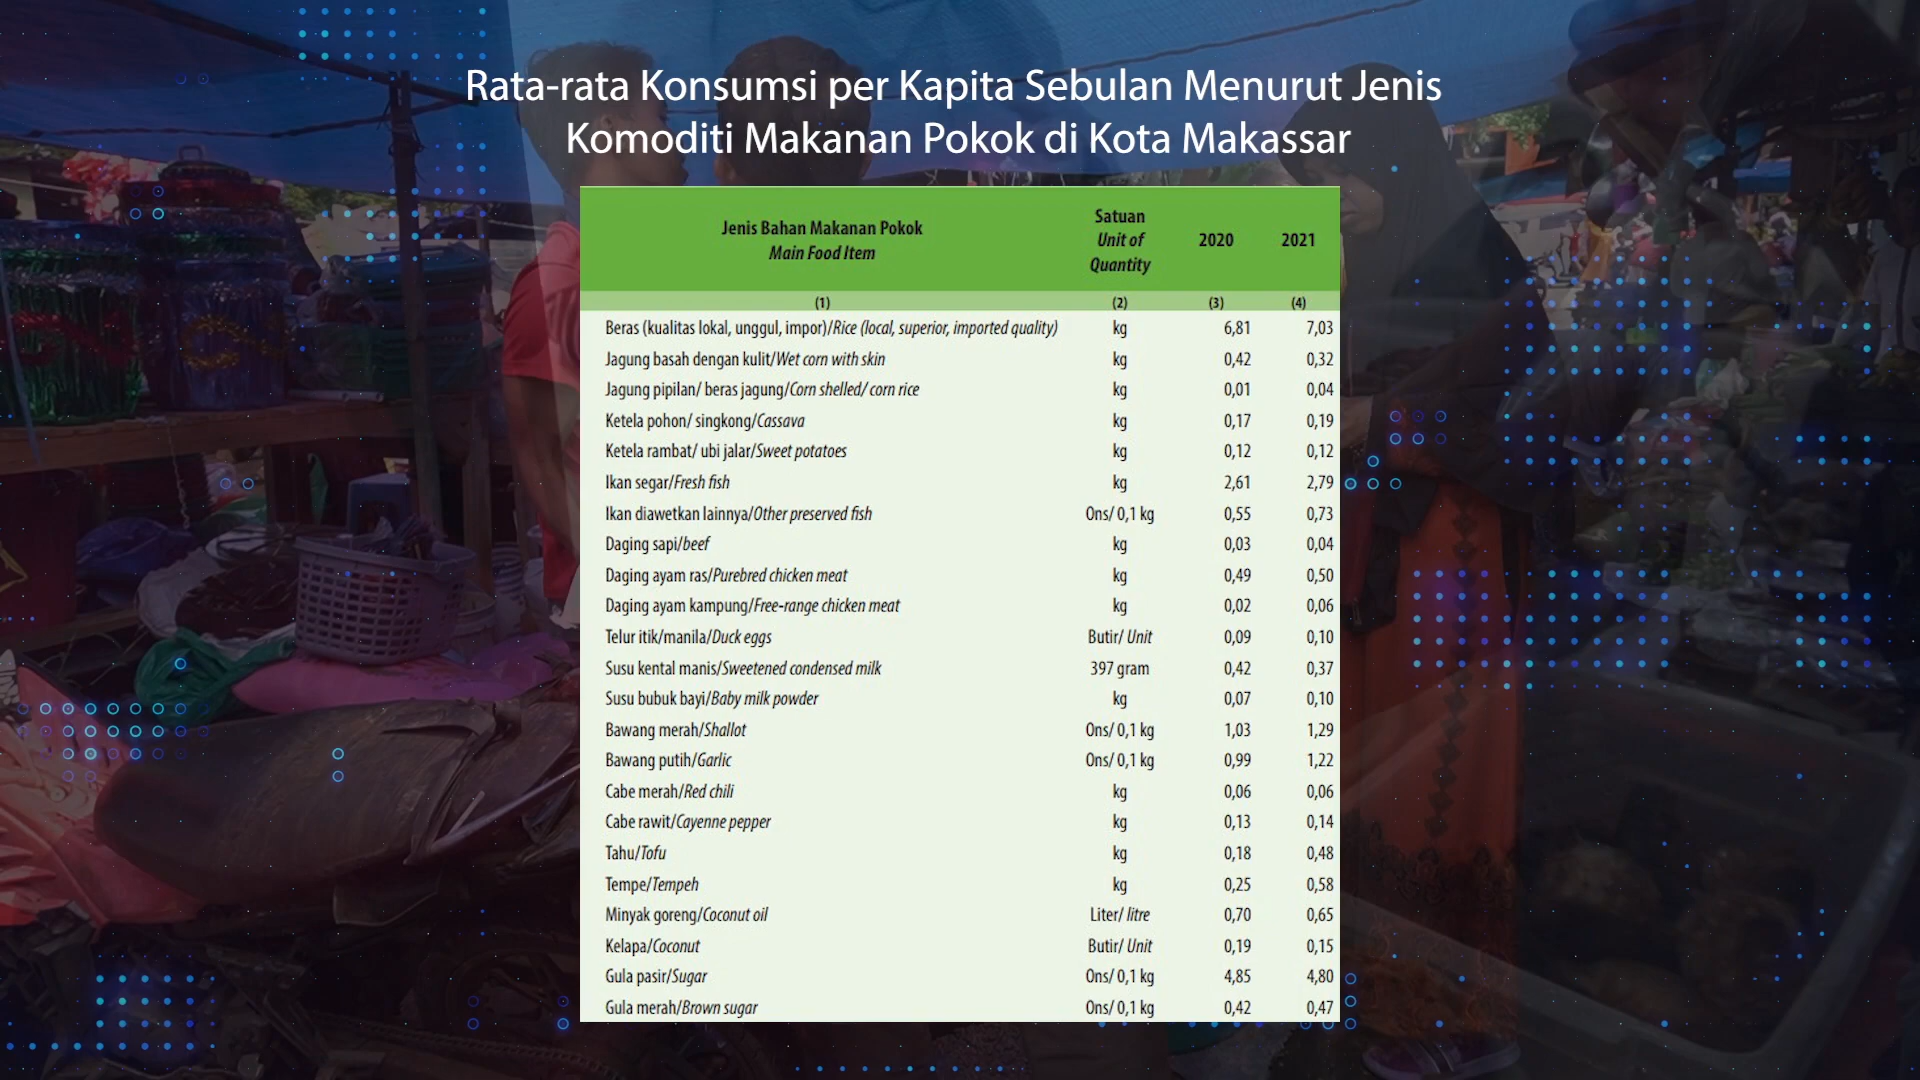 Rata-rata Konsumsi per Kapita Sebulan Menurut Jenis
Komoditi Makanan Pokok di Kota Makassar
Jenis Bahan Makanan Pokok
Main Food Item
Satuan
Unit of
Quantity
2020
2021
(1) (2) (3) (4)
Beras (kualitas lokal, unggul, impor)/Rice (local, superior, imported quality) kg 6,81 7,03
Jagung basah dengan kulit/Wet corn with skin kg 0,42 0,32
Jagung pipilan/ beras jagung/Corn shelled/ corn rice kg 0,01 0,04
Ketela pohon/ singkong/Cassava kg 0,17 0,19
Ketela rambat/ ubi jalar/Sweet potatoes kg 0,12 0,12
Ikan segar/Fresh fish kg 2,61 2,79
Ikan diawetkan lainnya/Other preserved fish Ons/ 0,1 kg 0,55 0,73
Daging sapi/beef kg 0,03 0,04
Daging ayam ras/Purebred chicken meat kg 0,49 0,50
Daging ayam kampung/Free-range chicken meat kg 0,02 0,06
Telur itik/manila/Duck eggs Butir/ Unit 0,09 0,10
Susu kental manis/Sweetened condensed milk 397 gram 0,42 0,37
Susu bubuk bayi/Baby milk powder kg 0,07 0,10
Bawang merah/Shallot Ons/ 0,1 kg 1,03 1,29
Bawang putih/Garlic Ons/ 0,1 kg 0,99 1,22
Cabe merah/Red chili kg 0,06 0,06
Cabe rawit/Cayenne pepper kg 0,13 0,14
Tahu/Tofu kg 0,18 0,48
Tempe/Tempeh kg 0,25 0,58
Minyak goreng/Coconut oil Liter/ litre 0,70 0,65
Kelapa/Coconut Butir/ Unit 0,19 0,15
Gula pasir/Sugar Ons/ 0,1 kg 4,85 4,80
Gula merah/Brown sugar Ons/ 0,1 kg 0,42 0,47